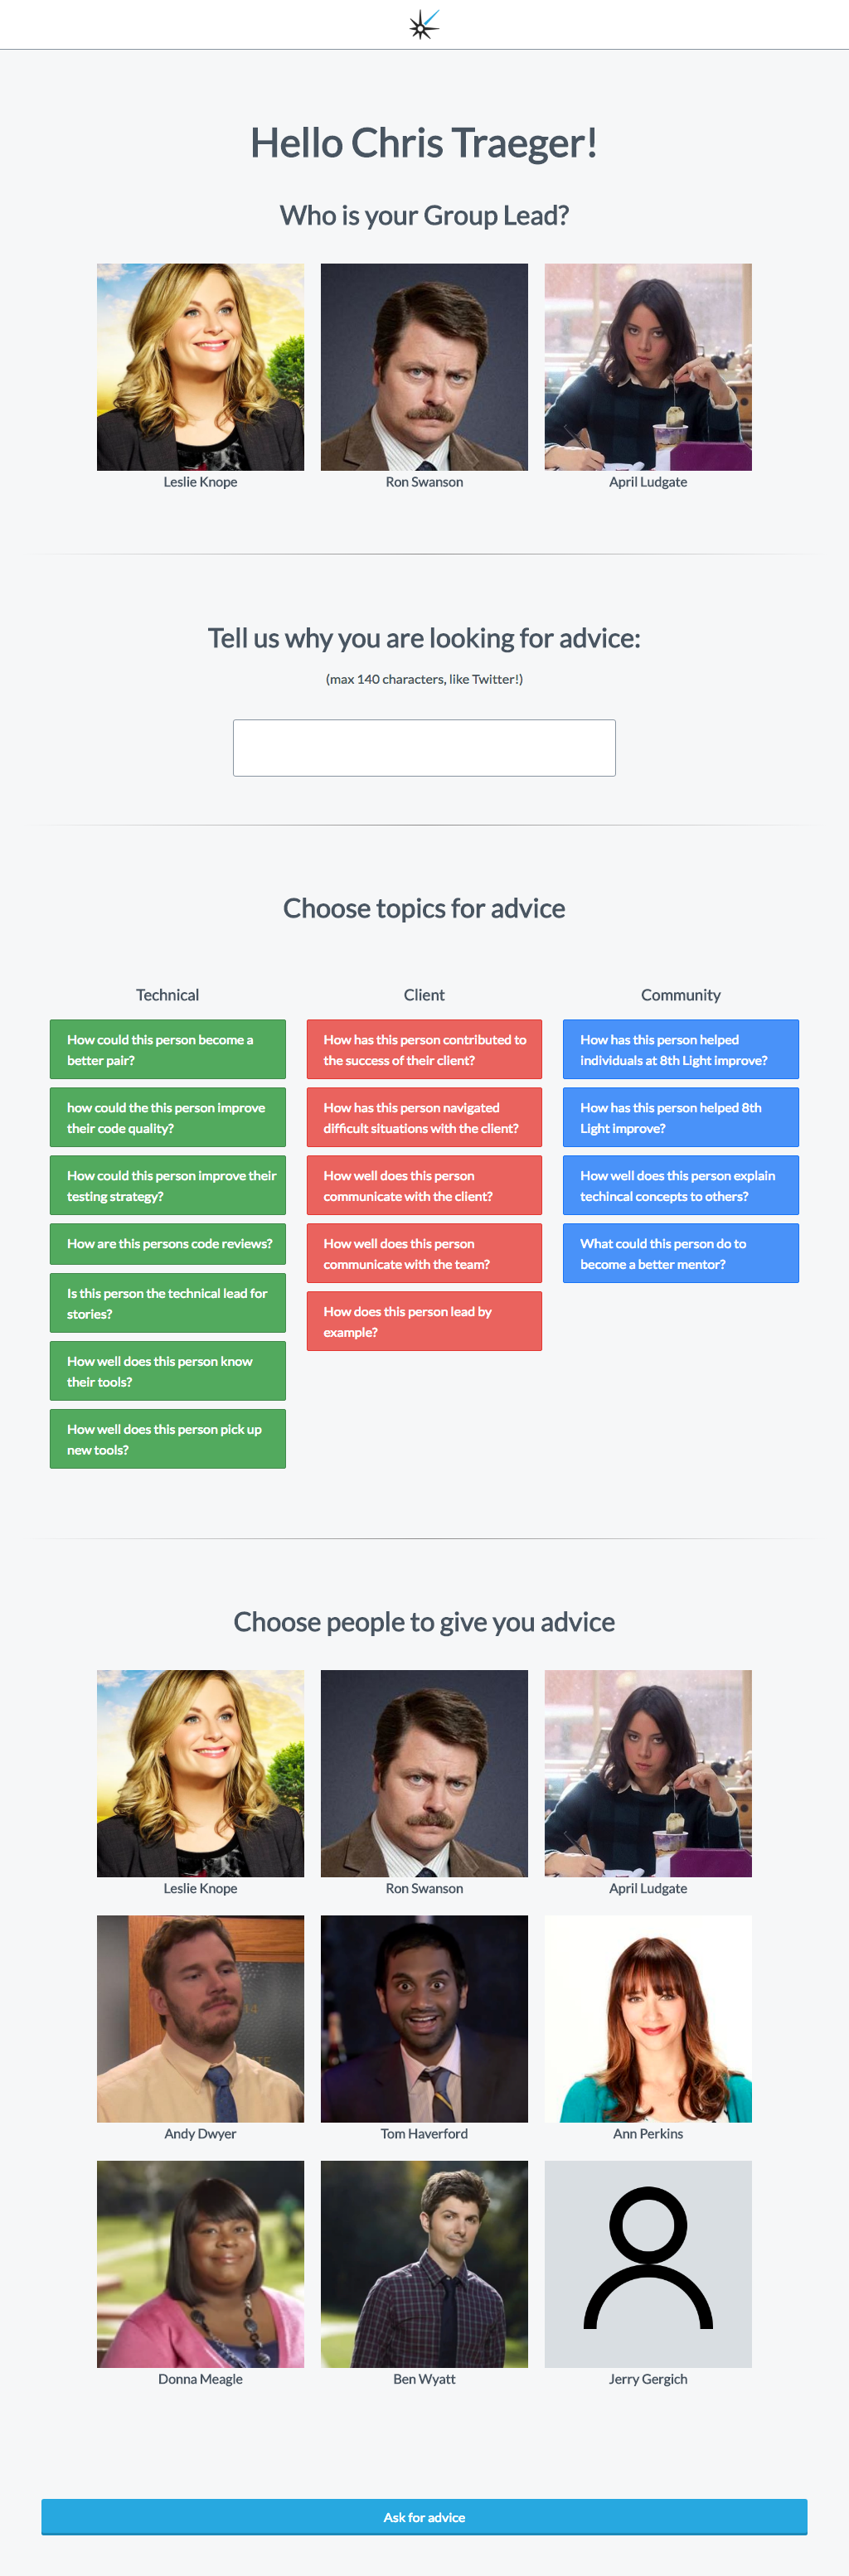 Hello Chris Traeger!
Who is your Group Lead?
Leslie Knope
Ron Swanson
April Ludgate
Tell us why you are looking for advice:
(max 140 characters, like Twitter!)
Choose topics for advice
Technical
How could this person become a
better pair?
how could the this person improve
their code quality?
How could this person improve their
testing strategy?
How are this persons code reviews?
Is this person the technical lead for
stories?
How well does this person know
their tools?
How well does this person pick up
new tools?
Client
How has this person contributed to
the success of their client?
How has this person navigated
difficult situations with the client?
How well does this person
communicate with the client?
How well does this person
communicate with the team?
How does this person lead by
example?
Community
How has this person helped
individuals at 8th Light improve?
How has this person helped 8th
Light improve?
How well does this person explain
techincal concepts to others?
What could this person do to
become a better mentor?
Choose people to give you advice
Leslie Knope
Ron Swanson
April Ludgate
Andy Dwyer
Tom Haverford
Ann Perkins
Donna Meagle
Ben Wyatt
Jerry Gergich
Ask for advice